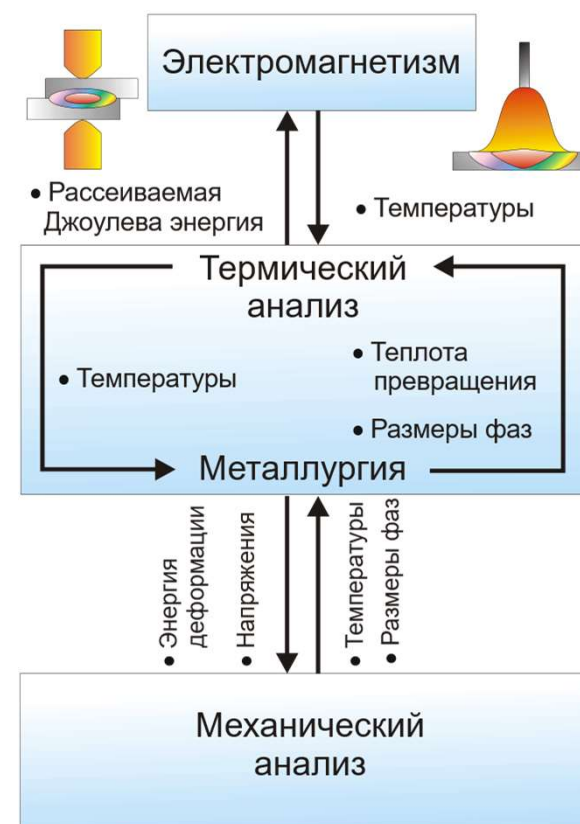 Электромагнетизм
• Рассеиваемая
Джоулева энергия
• Температуры
Термический
анализ
• Температуры
• Теплота
превращения
• Размеры фаз
Металлургия
• Энергия
деформации
• Напряжения
• Температуры
• Размеры фаз
Механический
анализ